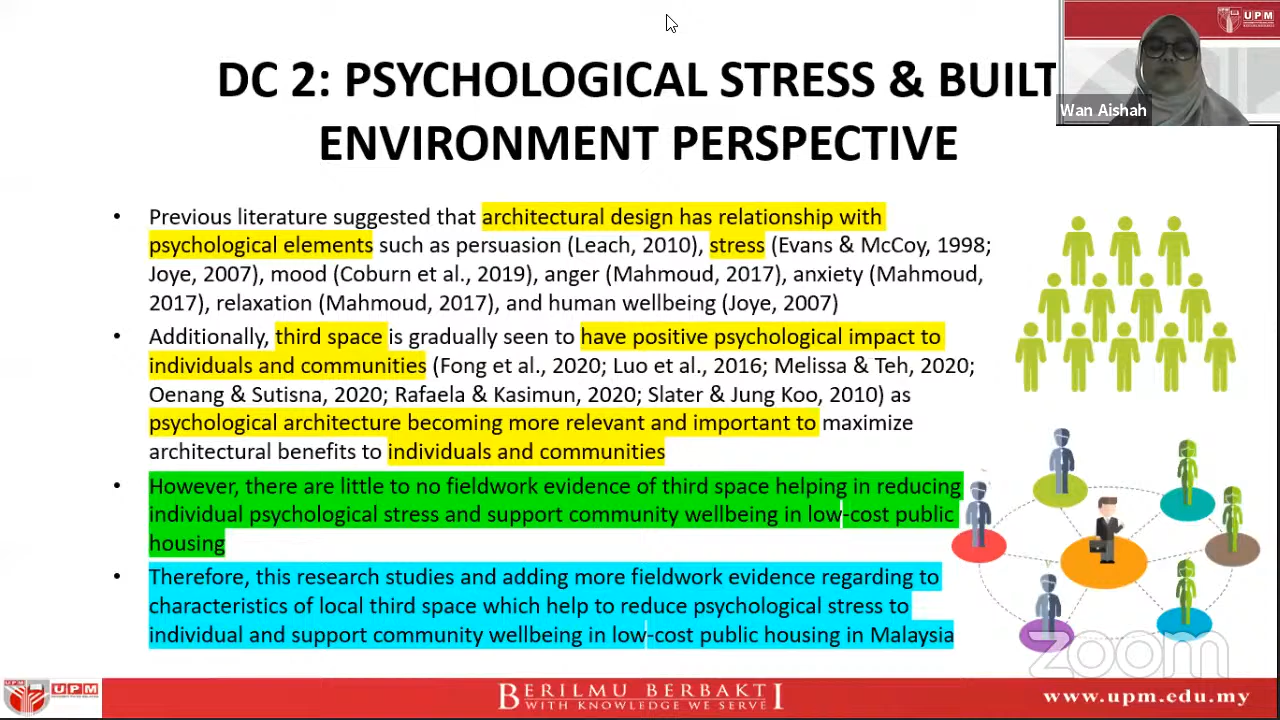 UPM
DC 2: PSYCHOLOGICAL STRESS & BUILT
ENVIRONMENT PERSPECTIVE
Wan Aishah
• Previous literature suggested that architectural design has relationship with
psychological elements such as persuasion (Leach, 2010), stress (Evans & McCoy, 1998;
Joye, 2007), mood (Coburn et al., 2019), anger (Mahmoud, 2017), anxiety (Mahmoud,
2017), relaxation (Mahmoud, 2017), and human wellbeing (Joye, 2007)
• Additionally, third space is gradually seen to have positive psychological impact to
individuals and communities (Fong et al., 2020; Luo et al., 2016; Melissa & Teh, 2020;
Oenang & Sutisna, 2020; Rafaela & Kasimun, 2020; Slater & Jung Koo, 2010) as
psychological architecture becoming more relevant and important to maximize
architectural benefits to individuals and communities
• However, there are little to no fieldwork evidence of third space helping in reducing
individual psychological stress and support community wellbeing in low-cost public
housing
• Therefore, this research studies and adding more fieldwork evidence regarding to
characteristics of local third space which help to reduce psychological stress to
individual and support community wellbeing in low-cost public housing in Malaysia
zoom
UPM
BERILMU BERBAKTI
WITH KNOWLEDGE WE SERVE
www.upm.edu.my